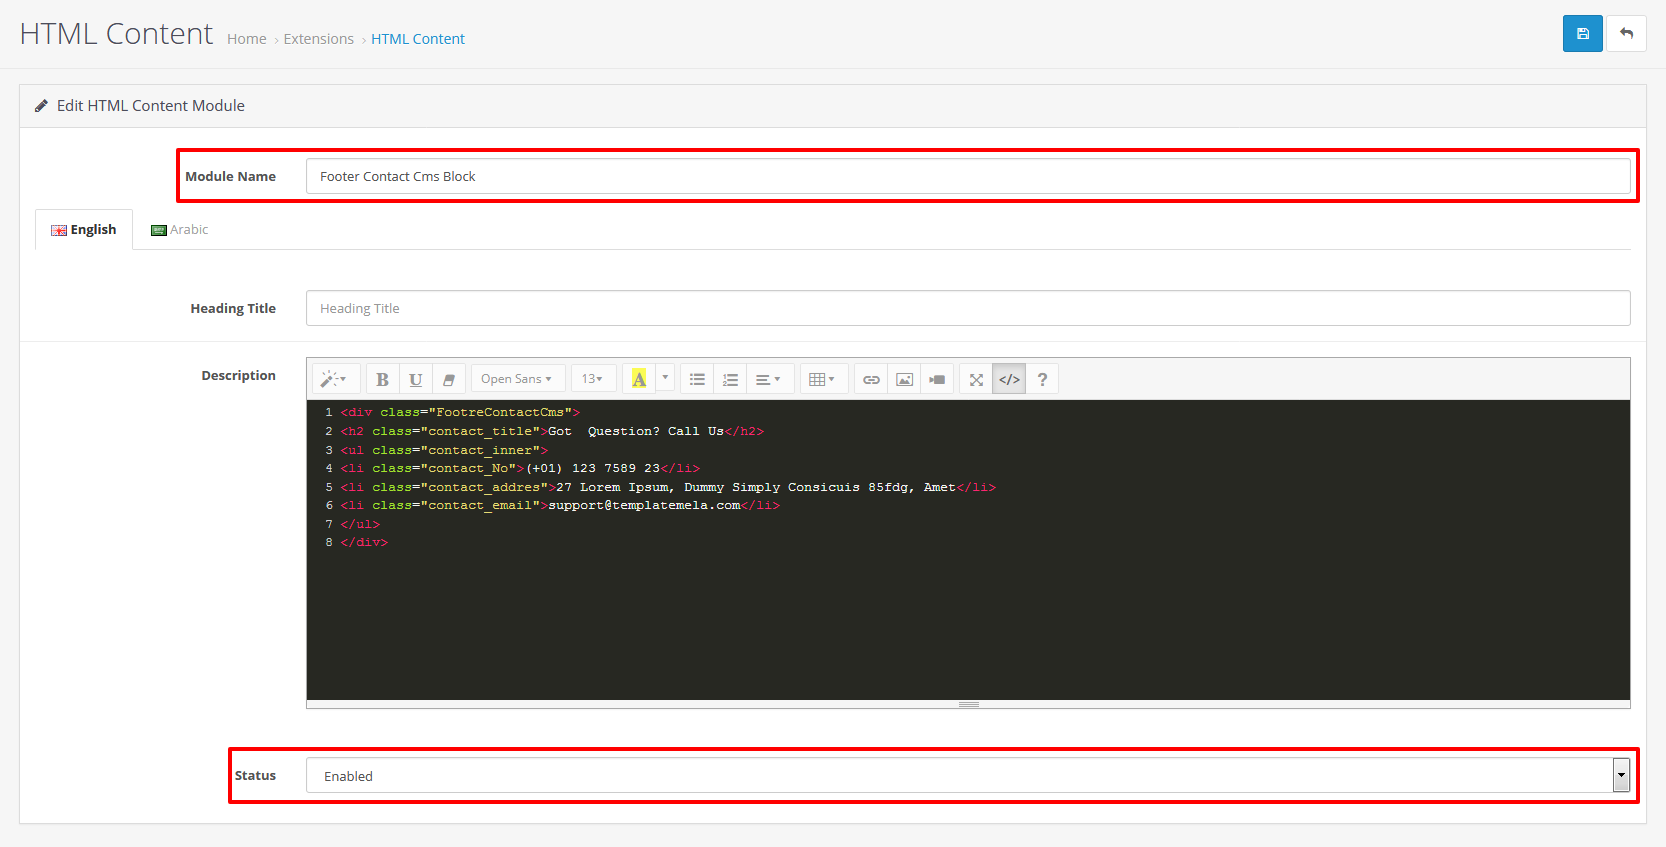 HTML Content Home › Extensions › HTML Content
Edit HTML Content Module
Module Name Footer Contact Cms Block
English Arabic
Heading Title Heading Title
Description
B U Open Sans 13 A </> ?
1 <div class="FootreContactCms">
2 <h2 class="contact_title">Got  Question? Call Us</h2>
3 <ul class="contact_inner">
4 <li class="contact_No">(+01) 123 7589 23</li>
5 <li class="contact_addres">27 Lorem Ipsum, Dummy Simply Consicuis 85fdg, Amet</li>
6 <li class="contact_email">support@templatemela.com</li>
7 </ul>
8 </div>
Status Enabled